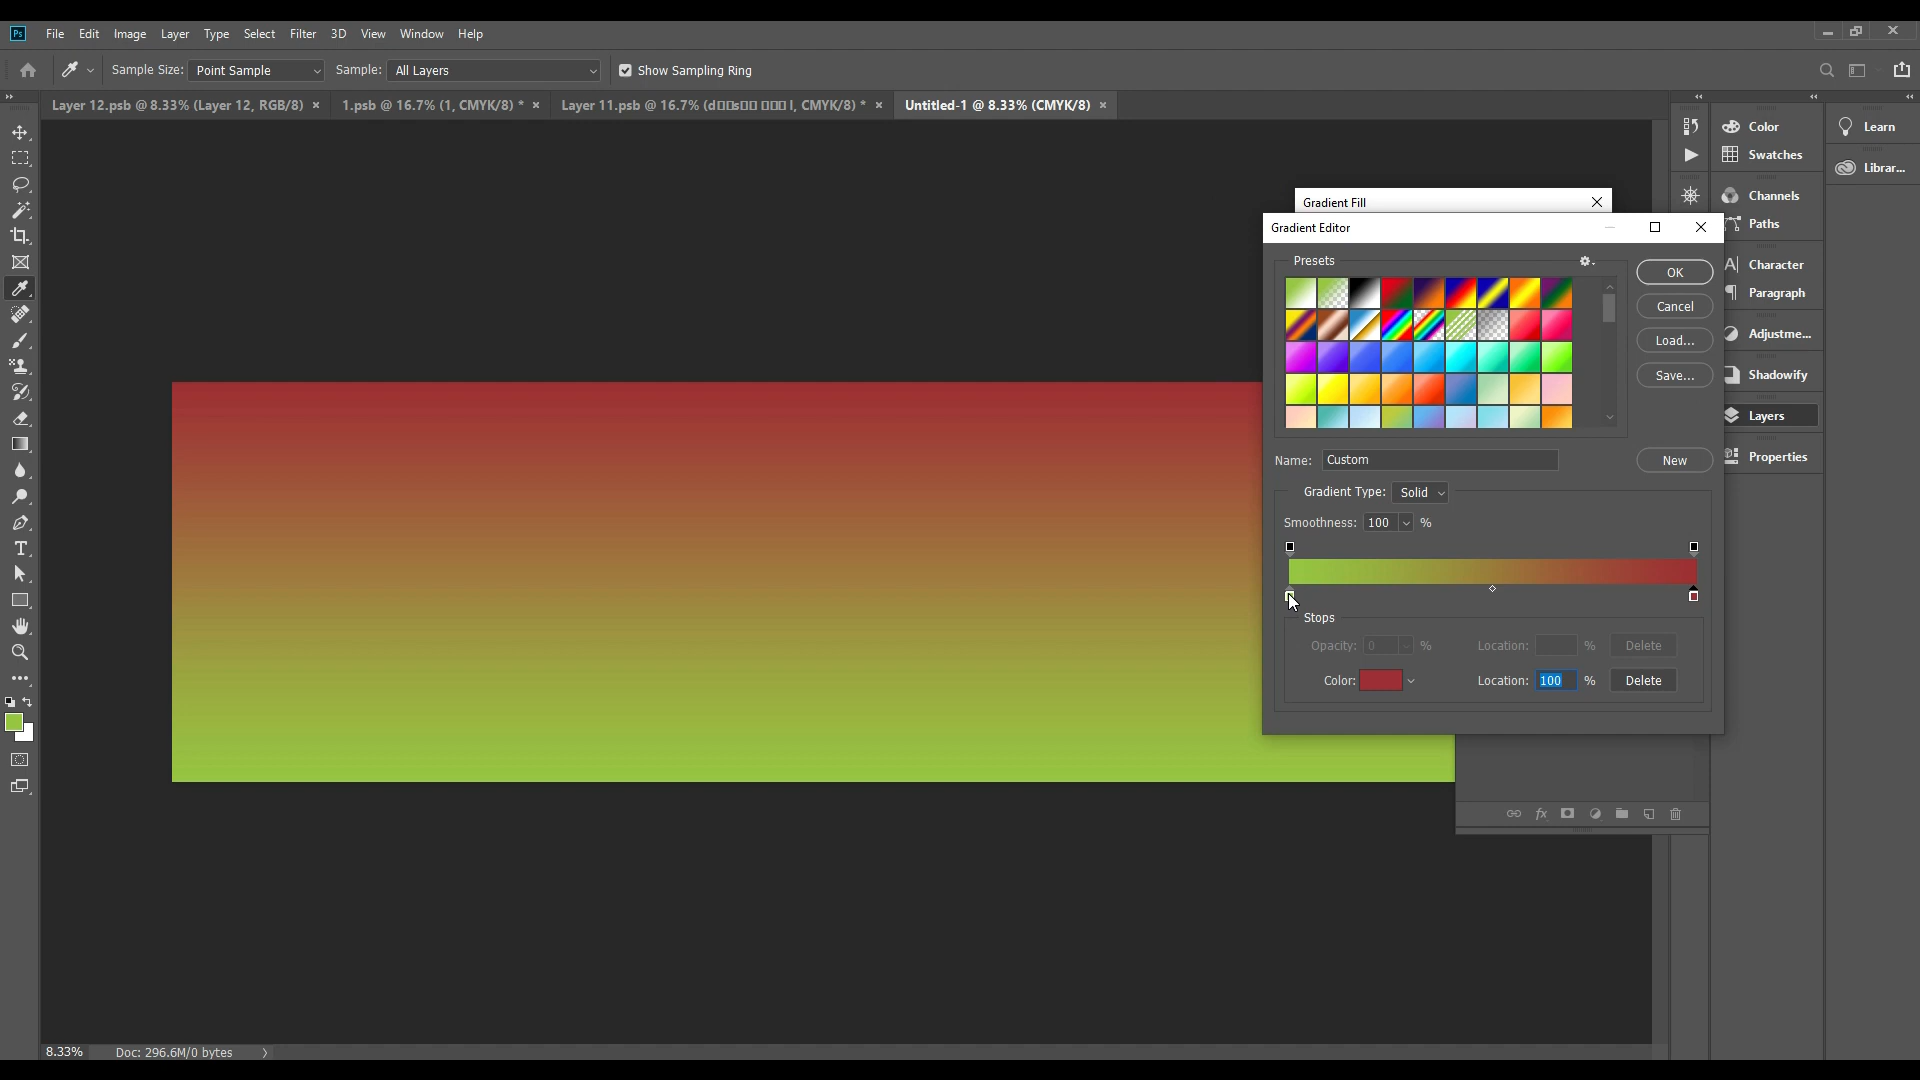 Ps File Edit Image Layer Type Select Filter 3D View Window Help
Sample Size: Point Sample Sample: All Layers Show Sampling Ring
Layer 12.psb @ 8.33% (Layer 12, RGB/8) × 1.psb @ 16.7% (1, CMYK/8) * × Layer 11.psb @ 16.7% (d▯▯s▯▯ ▯▯▯ l, CMYK/8) * × Untitled-1 @ 8.33% (CMYK/8) ×
Color
Swatches
Channels
Paths
Character
Paragraph
Adjustme...
Shadowify
Layers
Properties
Learn
Librar...
Gradient Fill
Gradient Editor
Presets
OK
Cancel
Load...
Save...
Name: Custom
New
Gradient Type: Solid
Smoothness: 100 %
Stops
Opacity: 0 % Location: % Delete
Color: Location: 100 % Delete
fx
8.33% Doc: 296.6M/0 bytes